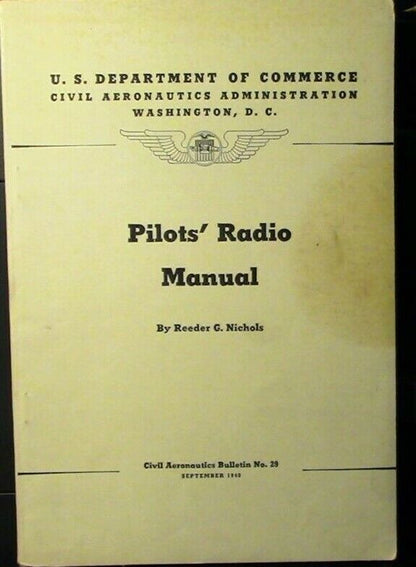 U. S. DEPARTMENT OF COMMERCE
CIVIL AERONAUTICS ADMINISTRATION
WASHINGTON, D. C.
Pilots' Radio
Manual
By Reeder G. Nichols
Civil Aeronautics Bulletin No. 29
SEPTEMBER 1940